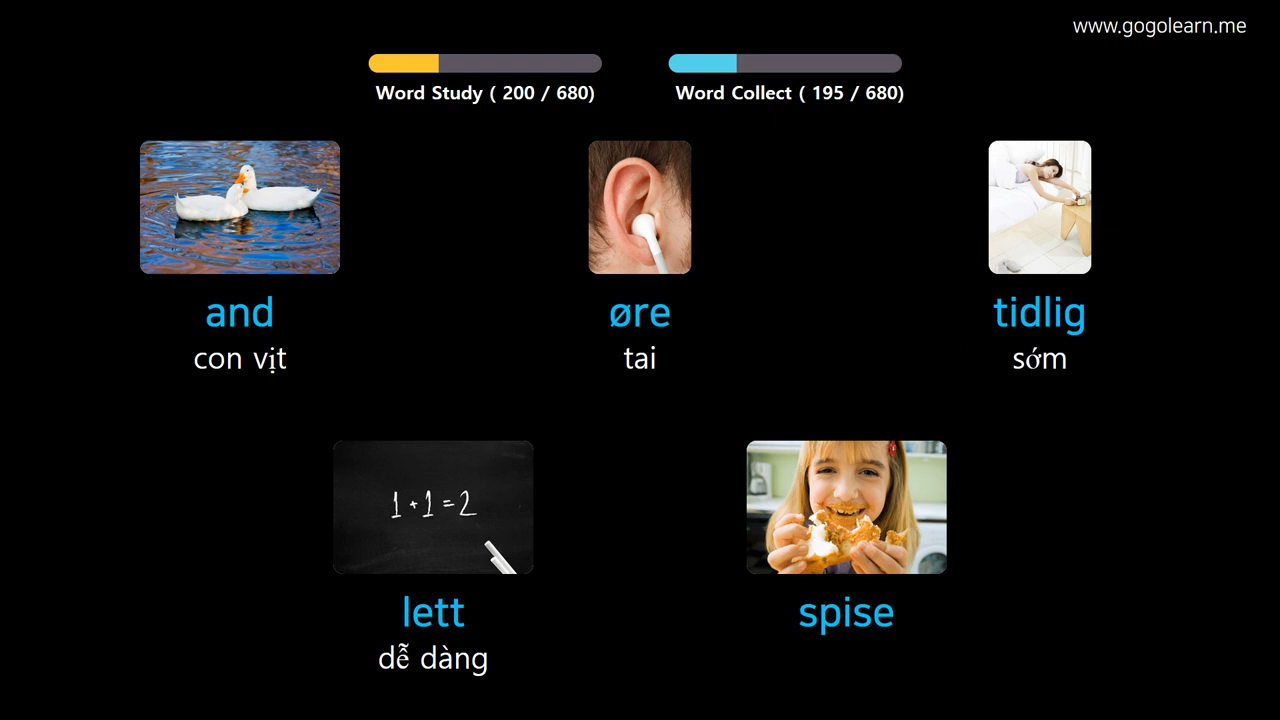 www.gogolearn.me
Word Study ( 200 / 680)
Word Collect ( 195 / 680)
and
con vịt
øre
tai
tidlig
sớm
1+1=2
lett
dễ dàng
spise